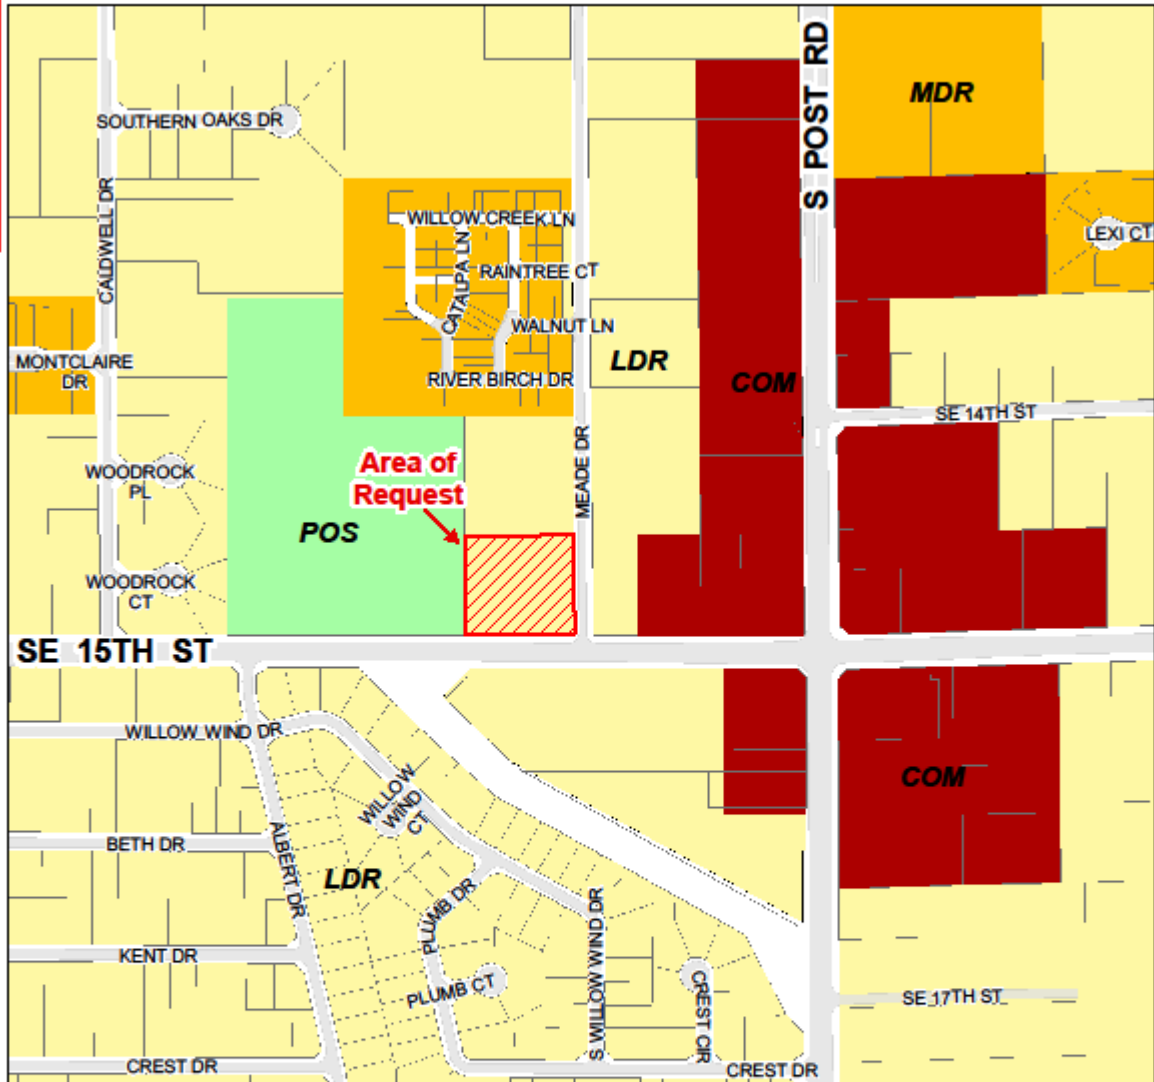 S POST RD
MDR
SOUTHERN OAKS DR
CALDWELL DR
WILLOW CREEK LN
CATALPA LN
RAINTREE CT
LEXI CT
WALNUT LN
MONTCLAIRE
DR
LDR
COM
RIVER BIRCH DR
SE 14TH ST
MEADE DR
Area of
Request
WOODROCK
PL
POS
WOODROCK
CT
SE 15TH ST
WILLOW WIND DR
WILLOW
WIND
CT
COM
BETH DR
ALBERT DR
LDR
PLUMB DR
S WILLOW WIND DR
KENT DR
PLUMB CT
CREST CIR
SE 17TH ST
CREST DR
CREST DR